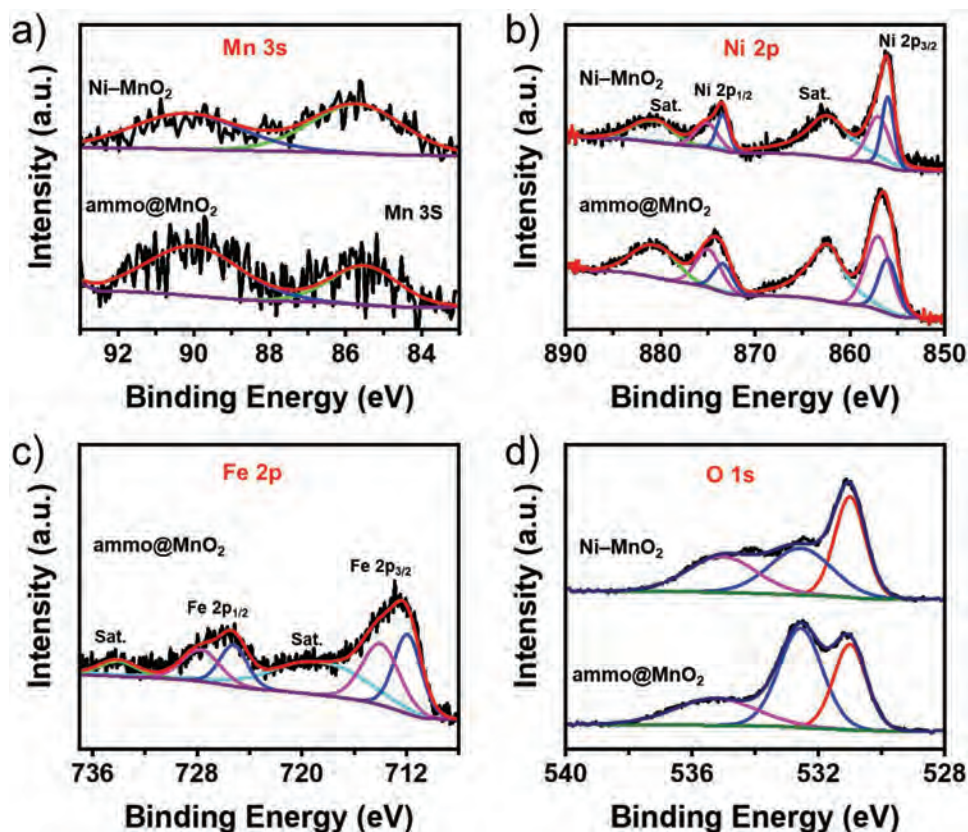 a)
Mn 3s
Ni–MnO2
ammo@MnO2
Mn 3S
Intensity (a.u.)
92 90 88 86 84
Binding Energy (eV)
b)
Ni 2p
Ni 2p3/2
Ni–MnO2
Sat.
Ni 2p1/2
Sat.
ammo@MnO2
Intensity (a.u.)
890 880 870 860 850
Binding Energy (eV)
c)
Fe 2p
ammo@MnO2
Fe 2p3/2
Fe 2p1/2
Sat.
Sat.
Intensity (a.u.)
736 728 720 712
Binding Energy (eV)
d)
O 1s
Ni–MnO2
ammo@MnO2
Intensity (a.u.)
540 536 532 528
Binding Energy (eV)